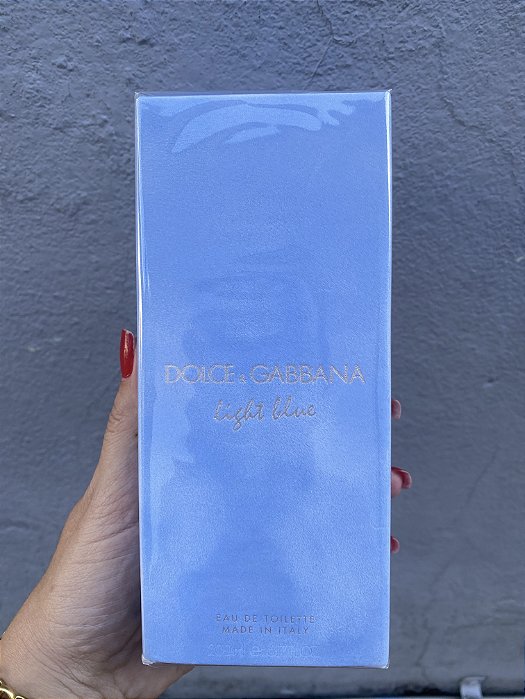 DOLCE & GABBANA
light blue
EAU DE TOILETTE
MADE IN ITALY